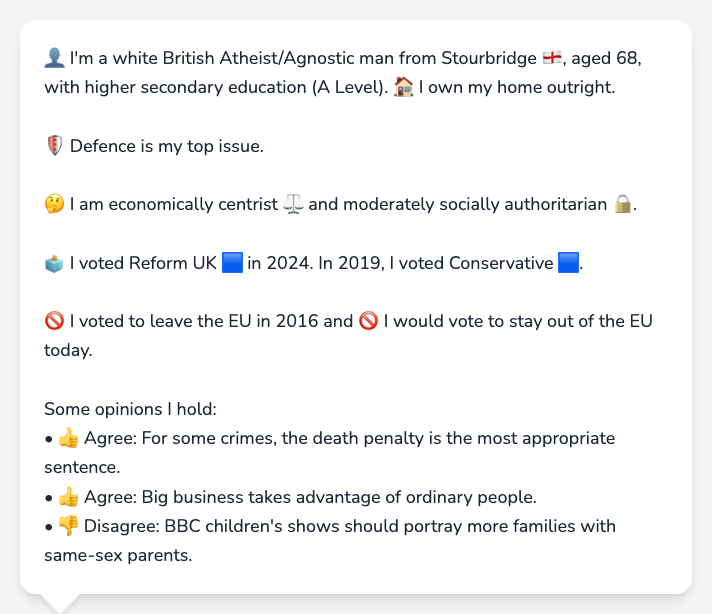 👤 I'm a white British Atheist/Agnostic man from Stourbridge 🏴󠁧󠁢󠁥󠁮󠁧󠁿, aged 68,
with higher secondary education (A Level). 🏠 I own my home outright.
🛡️ Defence is my top issue.
🤔 I am economically centrist ⚖️ and moderately socially authoritarian 🔒.
🗳️ I voted Reform UK 🟦 in 2024. In 2019, I voted Conservative 🟦.
🚫 I voted to leave the EU in 2016 and 🚫 I would vote to stay out of the EU
today.
Some opinions I hold:
• 👍 Agree: For some crimes, the death penalty is the most appropriate
sentence.
• 👍 Agree: Big business takes advantage of ordinary people.
• 👎 Disagree: BBC children's shows should portray more families with
same-sex parents.